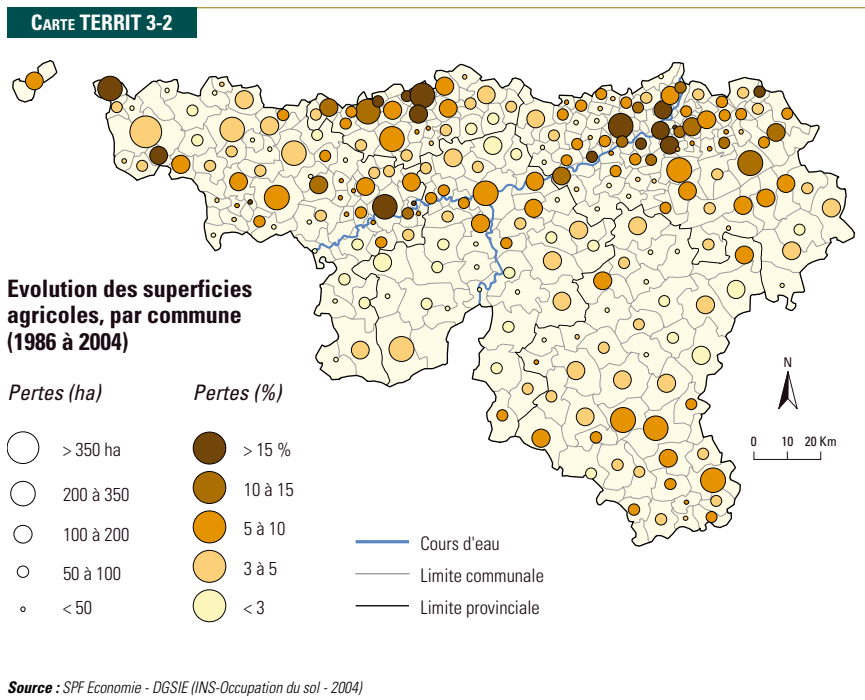 CARTE TERRIT 3-2
Evolution des superficies
agricoles, par commune
(1986 à 2004)
Pertes (ha)
> 350 ha
200 à 350
100 à 200
50 à 100
< 50
Pertes (%)
> 15 %
10 à 15
5 à 10
3 à 5
< 3
Cours d'eau
Limite communale
Limite provinciale
N
0 10 20 Km
Source : SPF Economie - DGSIE (INS-Occupation du sol - 2004)